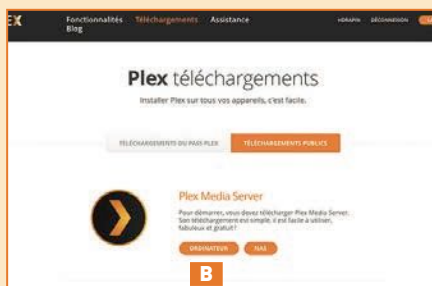 EX Fonctionnalités Téléchargements Assistance HDRAPIN DÉCONNEXION
Blog
Plex téléchargements
Installer Plex sur tous vos appareils, c'est facile.
TÉLÉCHARGEMENTS DU PASS PLEX TÉLÉCHARGEMENTS PUBLICS
Plex Media Server
Pour démarrer, vous devez télécharger Plex Media Server.
Son téléchargement est simple, il est facile à utiliser,
fabuleux et gratuit !
ORDINATEUR NAS
B